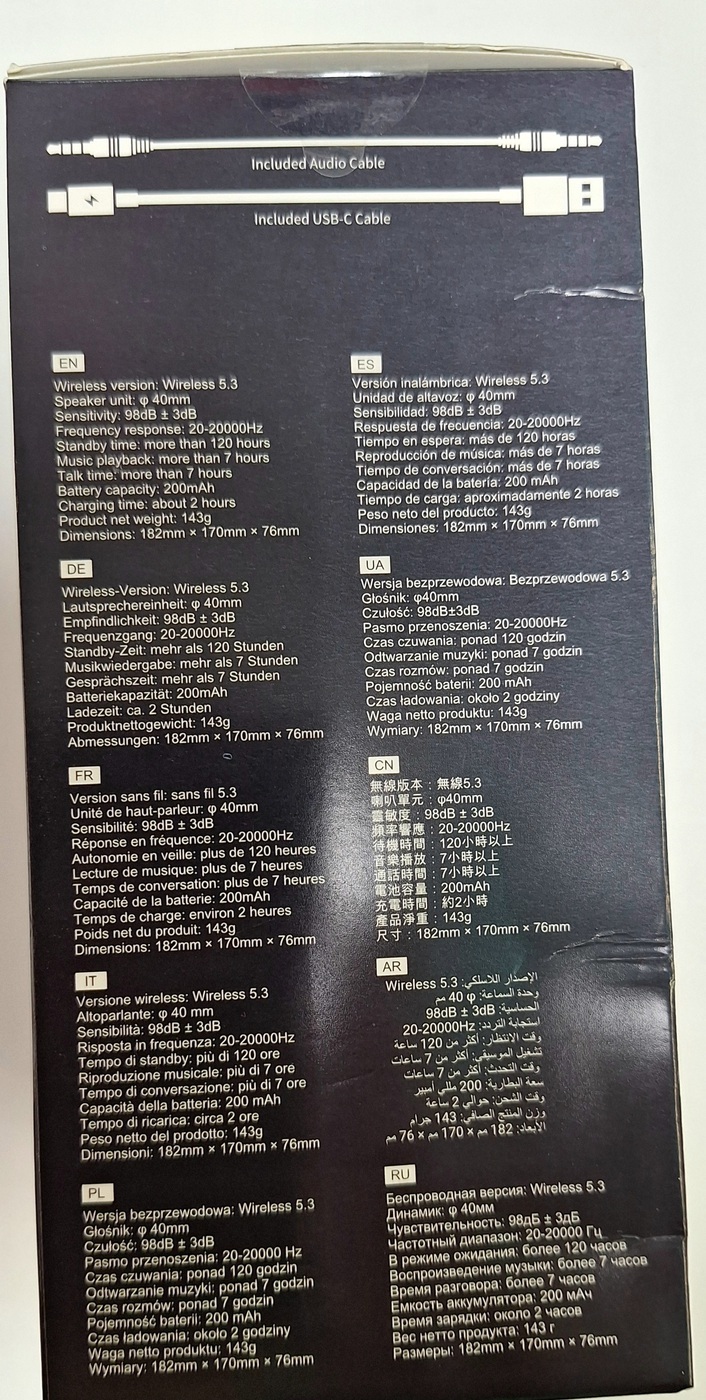 Included Audio Cable
Included USB-C Cable
EN
Wireless version: Wireless 5.3
Speaker unit: φ 40mm
Sensitivity: 98dB ± 3dB
Frequency response: 20-20000Hz
Standby time: more than 120 hours
Music playback: more than 7 hours
Talk time: more than 7 hours
Battery capacity: 200mAh
Charging time: about 2 hours
Product net weight: 143g
Dimensions: 182mm × 170mm × 76mm
DE
Wireless-Version: Wireless 5.3
Lautsprechereinheit: φ 40mm
Empfindlichkeit: 98dB ± 3dB
Frequenzgang: 20-20000Hz
Standby-Zeit: mehr als 120 Stunden
Musikwiedergabe: mehr als 7 Stunden
Gesprächszeit: mehr als 7 Stunden
Batteriekapazität: 200mAh
Ladezeit: ca. 2 Stunden
Produktnettogewicht: 143g
Abmessungen: 182mm × 170mm × 76mm
FR
Version sans fil: sans fil 5.3
Unité de haut-parleur: φ 40mm
Sensibilité: 98dB ± 3dB
Réponse en fréquence: 20-20000Hz
Autonomie en veille: plus de 120 heures
Lecture de musique: plus de 7 heures
Temps de conversation: plus de 7 heures
Capacité de la batterie: 200mAh
Temps de charge: environ 2 heures
Poids net du produit: 143g
Dimensions: 182mm × 170mm × 76mm
IT
Versione wireless: Wireless 5.3
Altoparlante: φ 40 mm
Sensibilità: 98dB ± 3dB
Risposta in frequenza: 20-20000Hz
Tempo di standby: più di 120 ore
Riproduzione musicale: più di 7 ore
Tempo di conversazione: più di 7 ore
Capacità della batteria: 200 mAh
Tempo di ricarica: circa 2 ore
Peso netto del prodotto: 143g
Dimensioni: 182mm × 170mm × 76mm
PL
Wersja bezprzewodowa: Wireless 5.3
Głośnik: φ 40mm
Czułość: 98dB ± 3dB
Pasmo przenoszenia: 20-20000 Hz
Czas czuwania: ponad 120 godzin
Odtwarzanie muzyki: ponad 7 godzin
Czas rozmów: ponad 7 godzin
Pojemność baterii: 200 mAh
Czas ładowania: około 2 godziny
Waga netto produktu: 143g
Wymiary: 182mm × 170mm × 76mm
ES
Versión inalámbrica: Wireless 5.3
Unidad de altavoz: φ 40mm
Sensibilidad: 98dB ± 3dB
Respuesta de frecuencia: 20-20000Hz
Tiempo en espera: más de 120 horas
Reproducción de música: más de 7 horas
Tiempo de conversación: más de 7 horas
Capacidad de la batería: 200 mAh
Tiempo de carga: aproximadamente 2 horas
Peso neto del producto: 143g
Dimensiones: 182mm × 170mm × 76mm
UA
Wersja bezprzewodowa: Bezprzewodowa 5.3
Głośnik: φ40mm
Czułość: 98dB±3dB
Pasmo przenoszenia: 20-20000Hz
Czas czuwania: ponad 120 godzin
Odtwarzanie muzyki: ponad 7 godzin
Czas rozmów: ponad 7 godzin
Pojemność baterii: 200 mAh
Czas ładowania: około 2 godziny
Waga netto produktu: 143g
Wymiary: 182mm × 170mm × 76mm
CN
無線版本：無線5.3
喇叭單元：φ40mm
靈敏度：98dB ± 3dB
頻率響應：20-20000Hz
待機時間：120小時以上
音樂播放：7小時以上
通話時間：7小時以上
電池容量：200mAh
充電時間：約2小時
產品淨重：143g
尺寸：182mm × 170mm × 76mm
AR
الإصدار اللاسلكي: Wireless 5.3
وحدة السماعة: φ 40 مم
الحساسية: 98dB ± 3dB
استجابة التردد: 20-20000Hz
وقت الانتظار: أكثر من 120 ساعة
تشغيل الموسيقى: أكثر من 7 ساعات
وقت التحدث: أكثر من 7 ساعات
سعة البطارية: 200 مللي أمبير
وقت الشحن: حوالي 2 ساعة
وزن المنتج الصافي: 143 جرام
الأبعاد: 182 مم × 170 مم × 76 مم
RU
Беспроводная версия: Wireless 5.3
Динамик: φ 40мм
Чувствительность: 98дБ ± 3дБ
Частотный диапазон: 20-20000 Гц
В режиме ожидания: более 120 часов
Воспроизведение музыки: более 7 часов
Время разговора: более 7 часов
Емкость аккумулятора: 200 мАч
Время зарядки: около 2 часов
Вес нетто продукта: 143 г
Размеры: 182mm × 170mm × 76mm